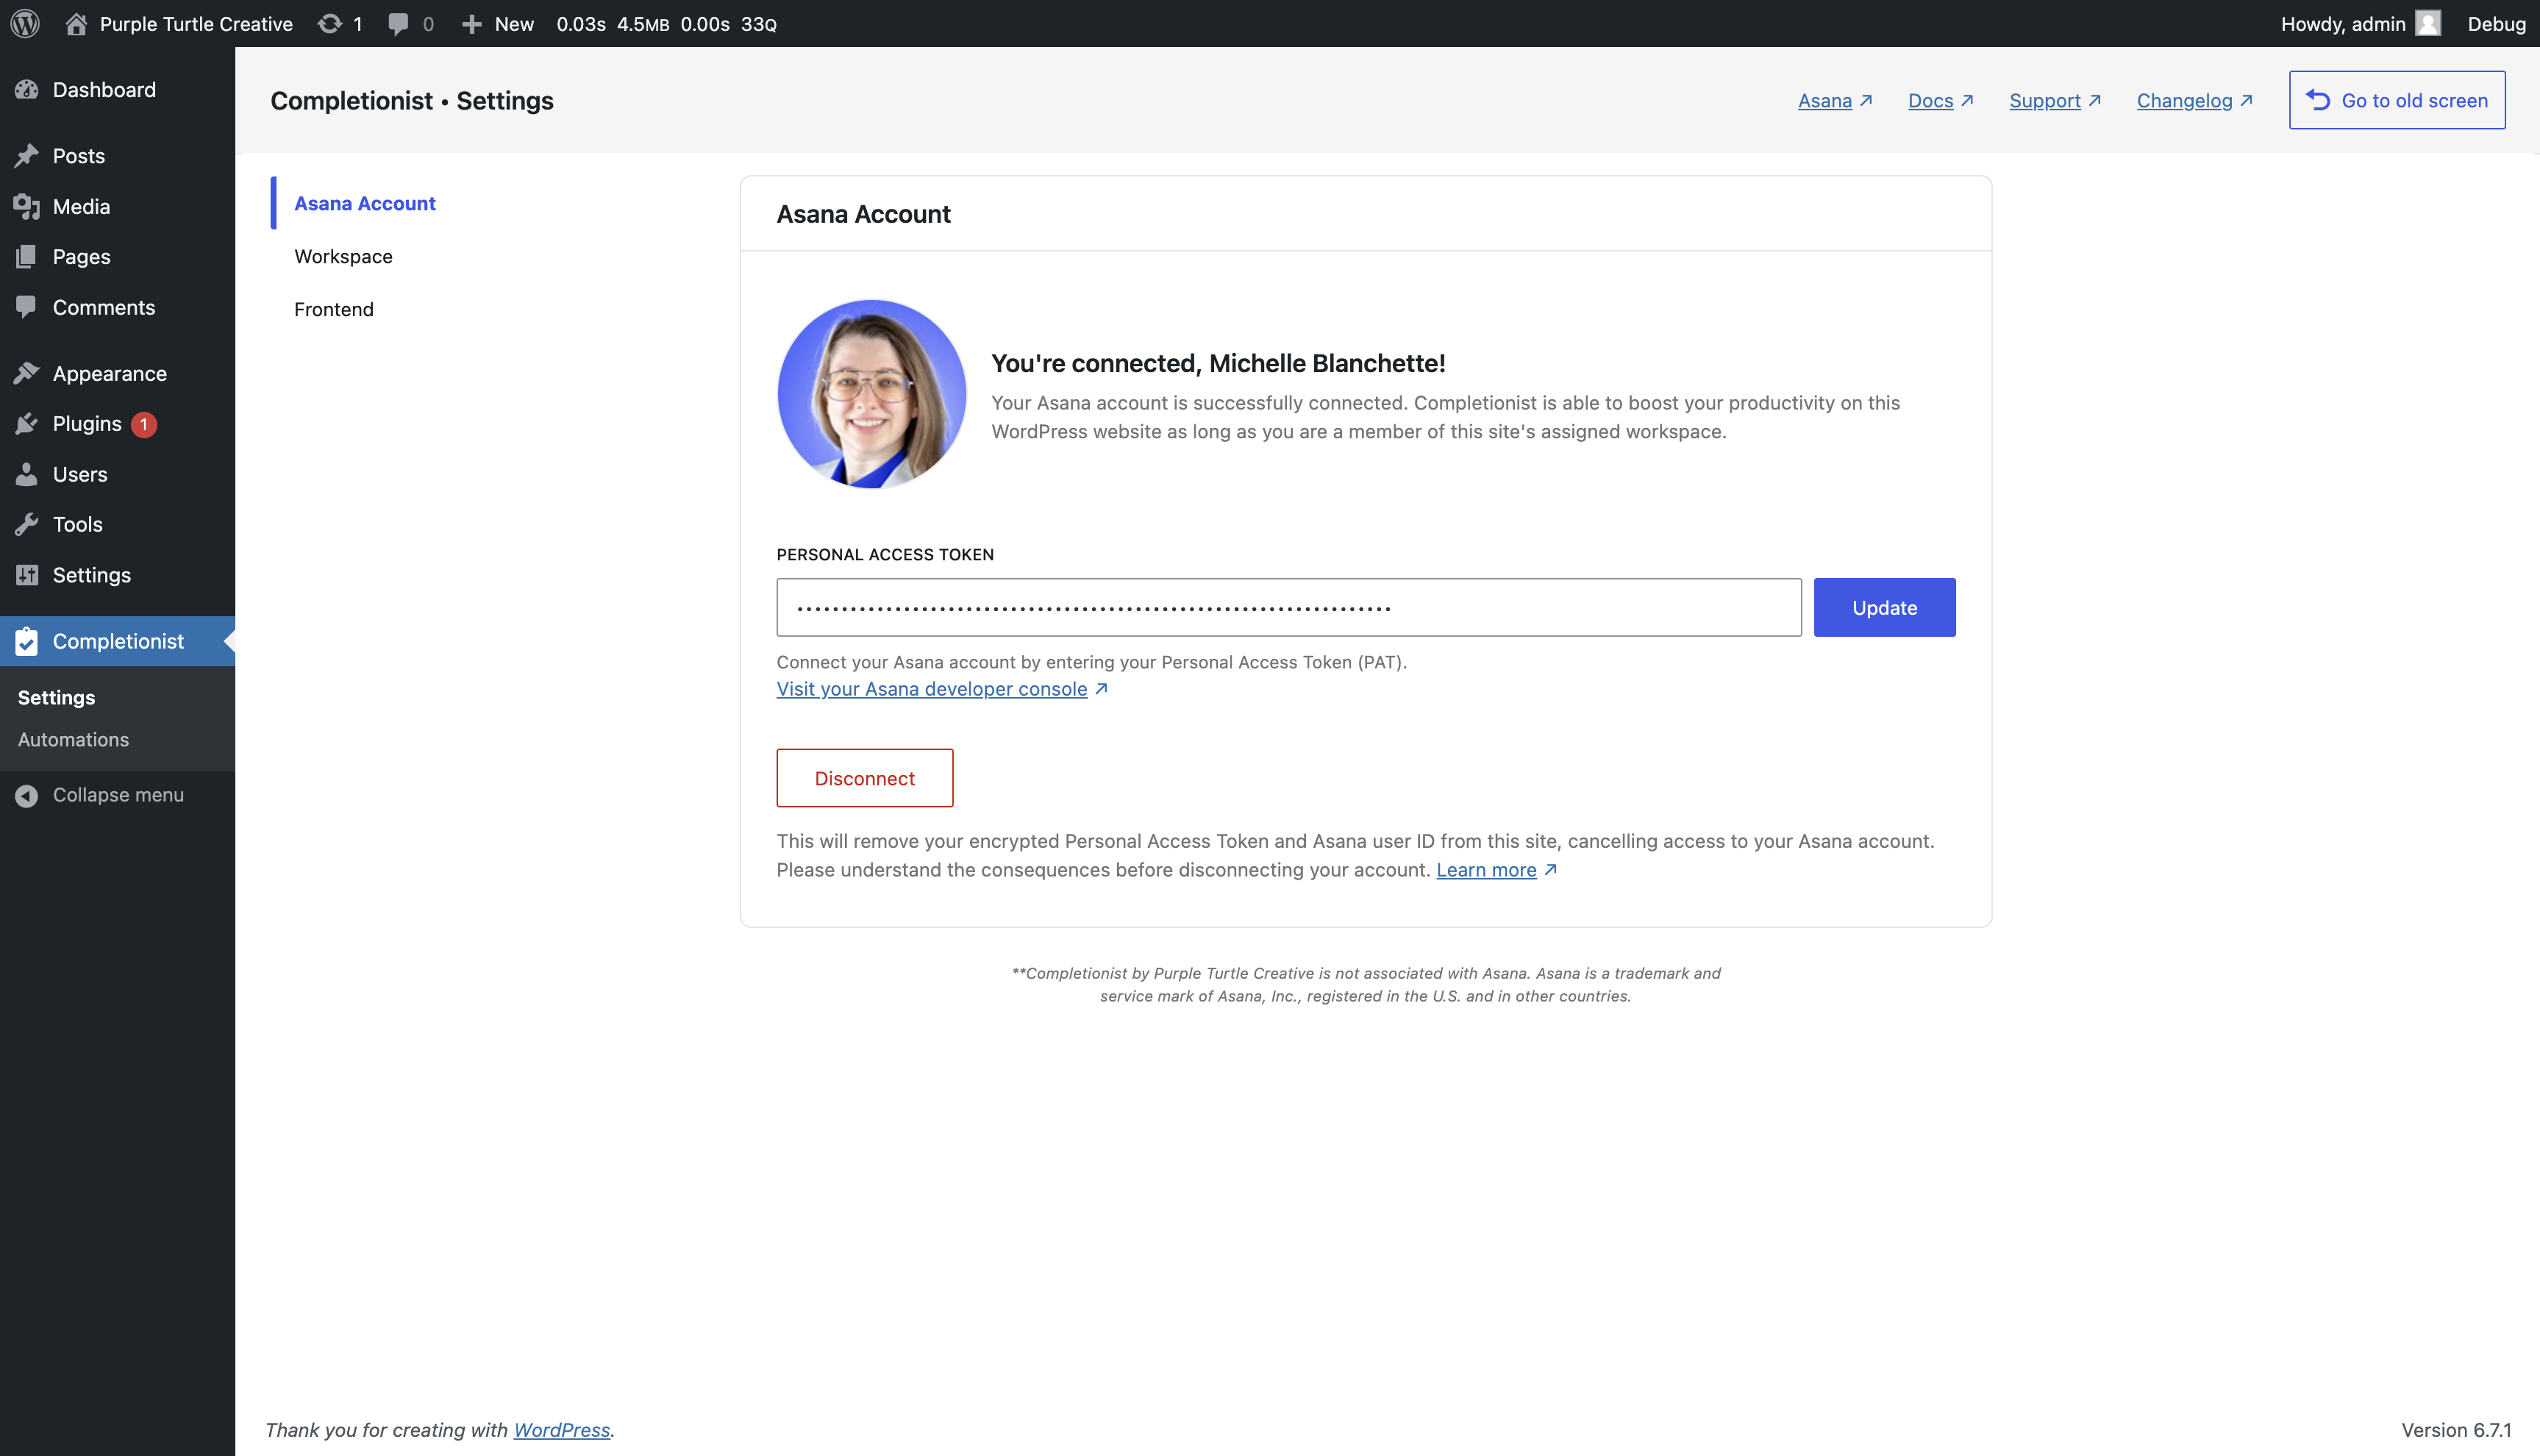 Purple Turtle Creative 1 0 New 0.03s 4.5MB 0.00s 33Q Howdy, admin Debug
Dashboard
Posts
Media
Pages
Comments
Appearance
Plugins 1
Users
Tools
Settings
Completionist
Settings
Automations
Collapse menu
Completionist • Settings
Asana ↗ Docs ↗ Support ↗ Changelog ↗ Go to old screen
Asana Account
Workspace
Frontend
Asana Account
You're connected, Michelle Blanchette!
Your Asana account is successfully connected. Completionist is able to boost your productivity on this
WordPress website as long as you are a member of this site's assigned workspace.
PERSONAL ACCESS TOKEN
Update
Connect your Asana account by entering your Personal Access Token (PAT).
Visit your Asana developer console ↗
Disconnect
This will remove your encrypted Personal Access Token and Asana user ID from this site, cancelling access to your Asana account.
Please understand the consequences before disconnecting your account. Learn more ↗
**Completionist by Purple Turtle Creative is not associated with Asana. Asana is a trademark and
service mark of Asana, Inc., registered in the U.S. and in other countries.
Thank you for creating with WordPress.
Version 6.7.1